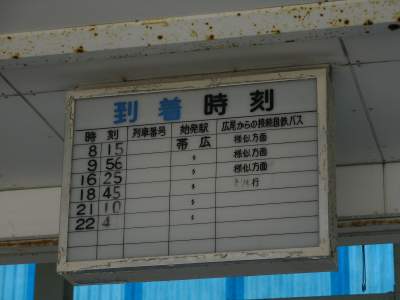 到着時刻
時刻 列車番号 始発駅 広尾からの接続国鉄バス
8 15 帯広 様似方面
9 56 〃 様似方面
16 25 〃 様似方面
18 45 〃
21 10 〃
22 4